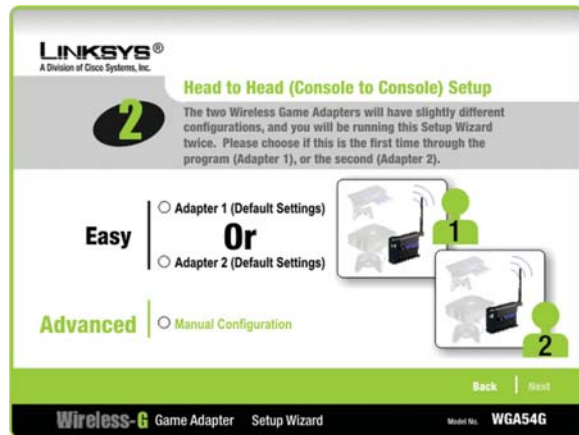 LINKSYS®
A Division of Cisco Systems, Inc.
2
Head to Head (Console to Console) Setup
The two Wireless Game Adapters will have slightly different
configurations, and you will be running this Setup Wizard
twice. Please choose if this is the first time through the
program (Adapter 1), or the second (Adapter 2).
Easy
Adapter 1 (Default Settings)
Or
Adapter 2 (Default Settings)
1
2
Advanced
Manual Configuration
Back | Next
Wireless-G Game Adapter Setup Wizard
Model No. WGA54G